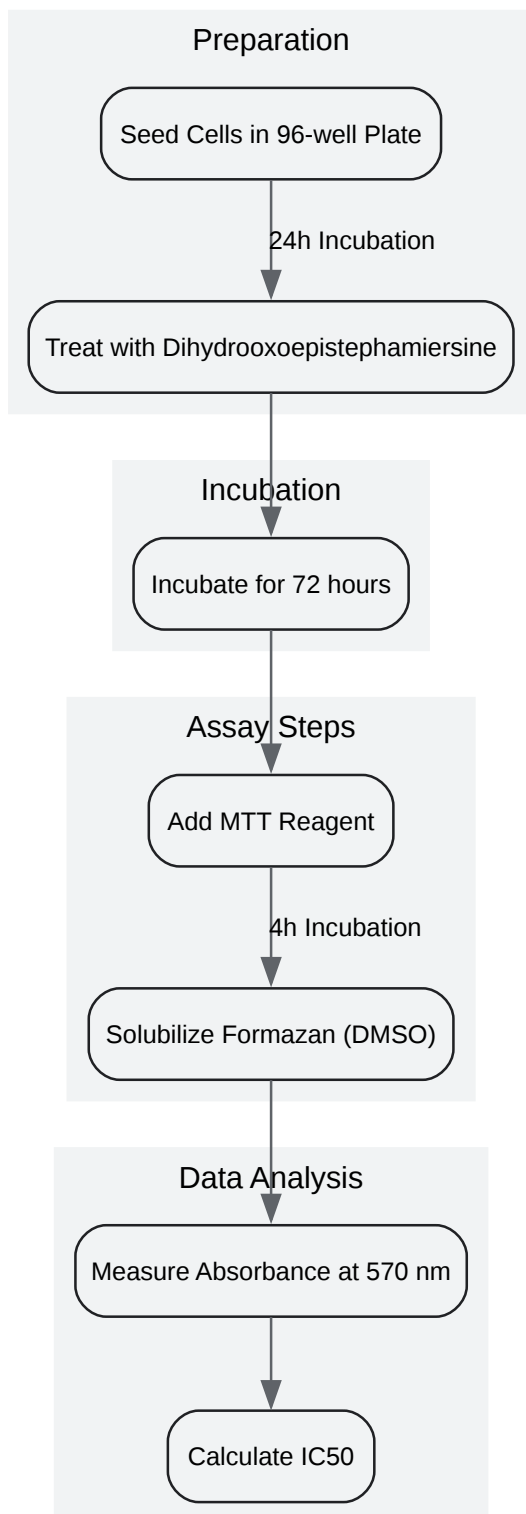 Preparation
Seed Cells in 96-well Plate
24h Incubation
Treat with Dihydrooxoepistephamiersine
Incubation
Incubate for 72 hours
Assay Steps
Add MTT Reagent
4h Incubation
Solubilize Formazan (DMSO)
Data Analysis
Measure Absorbance at 570 nm
Calculate IC50